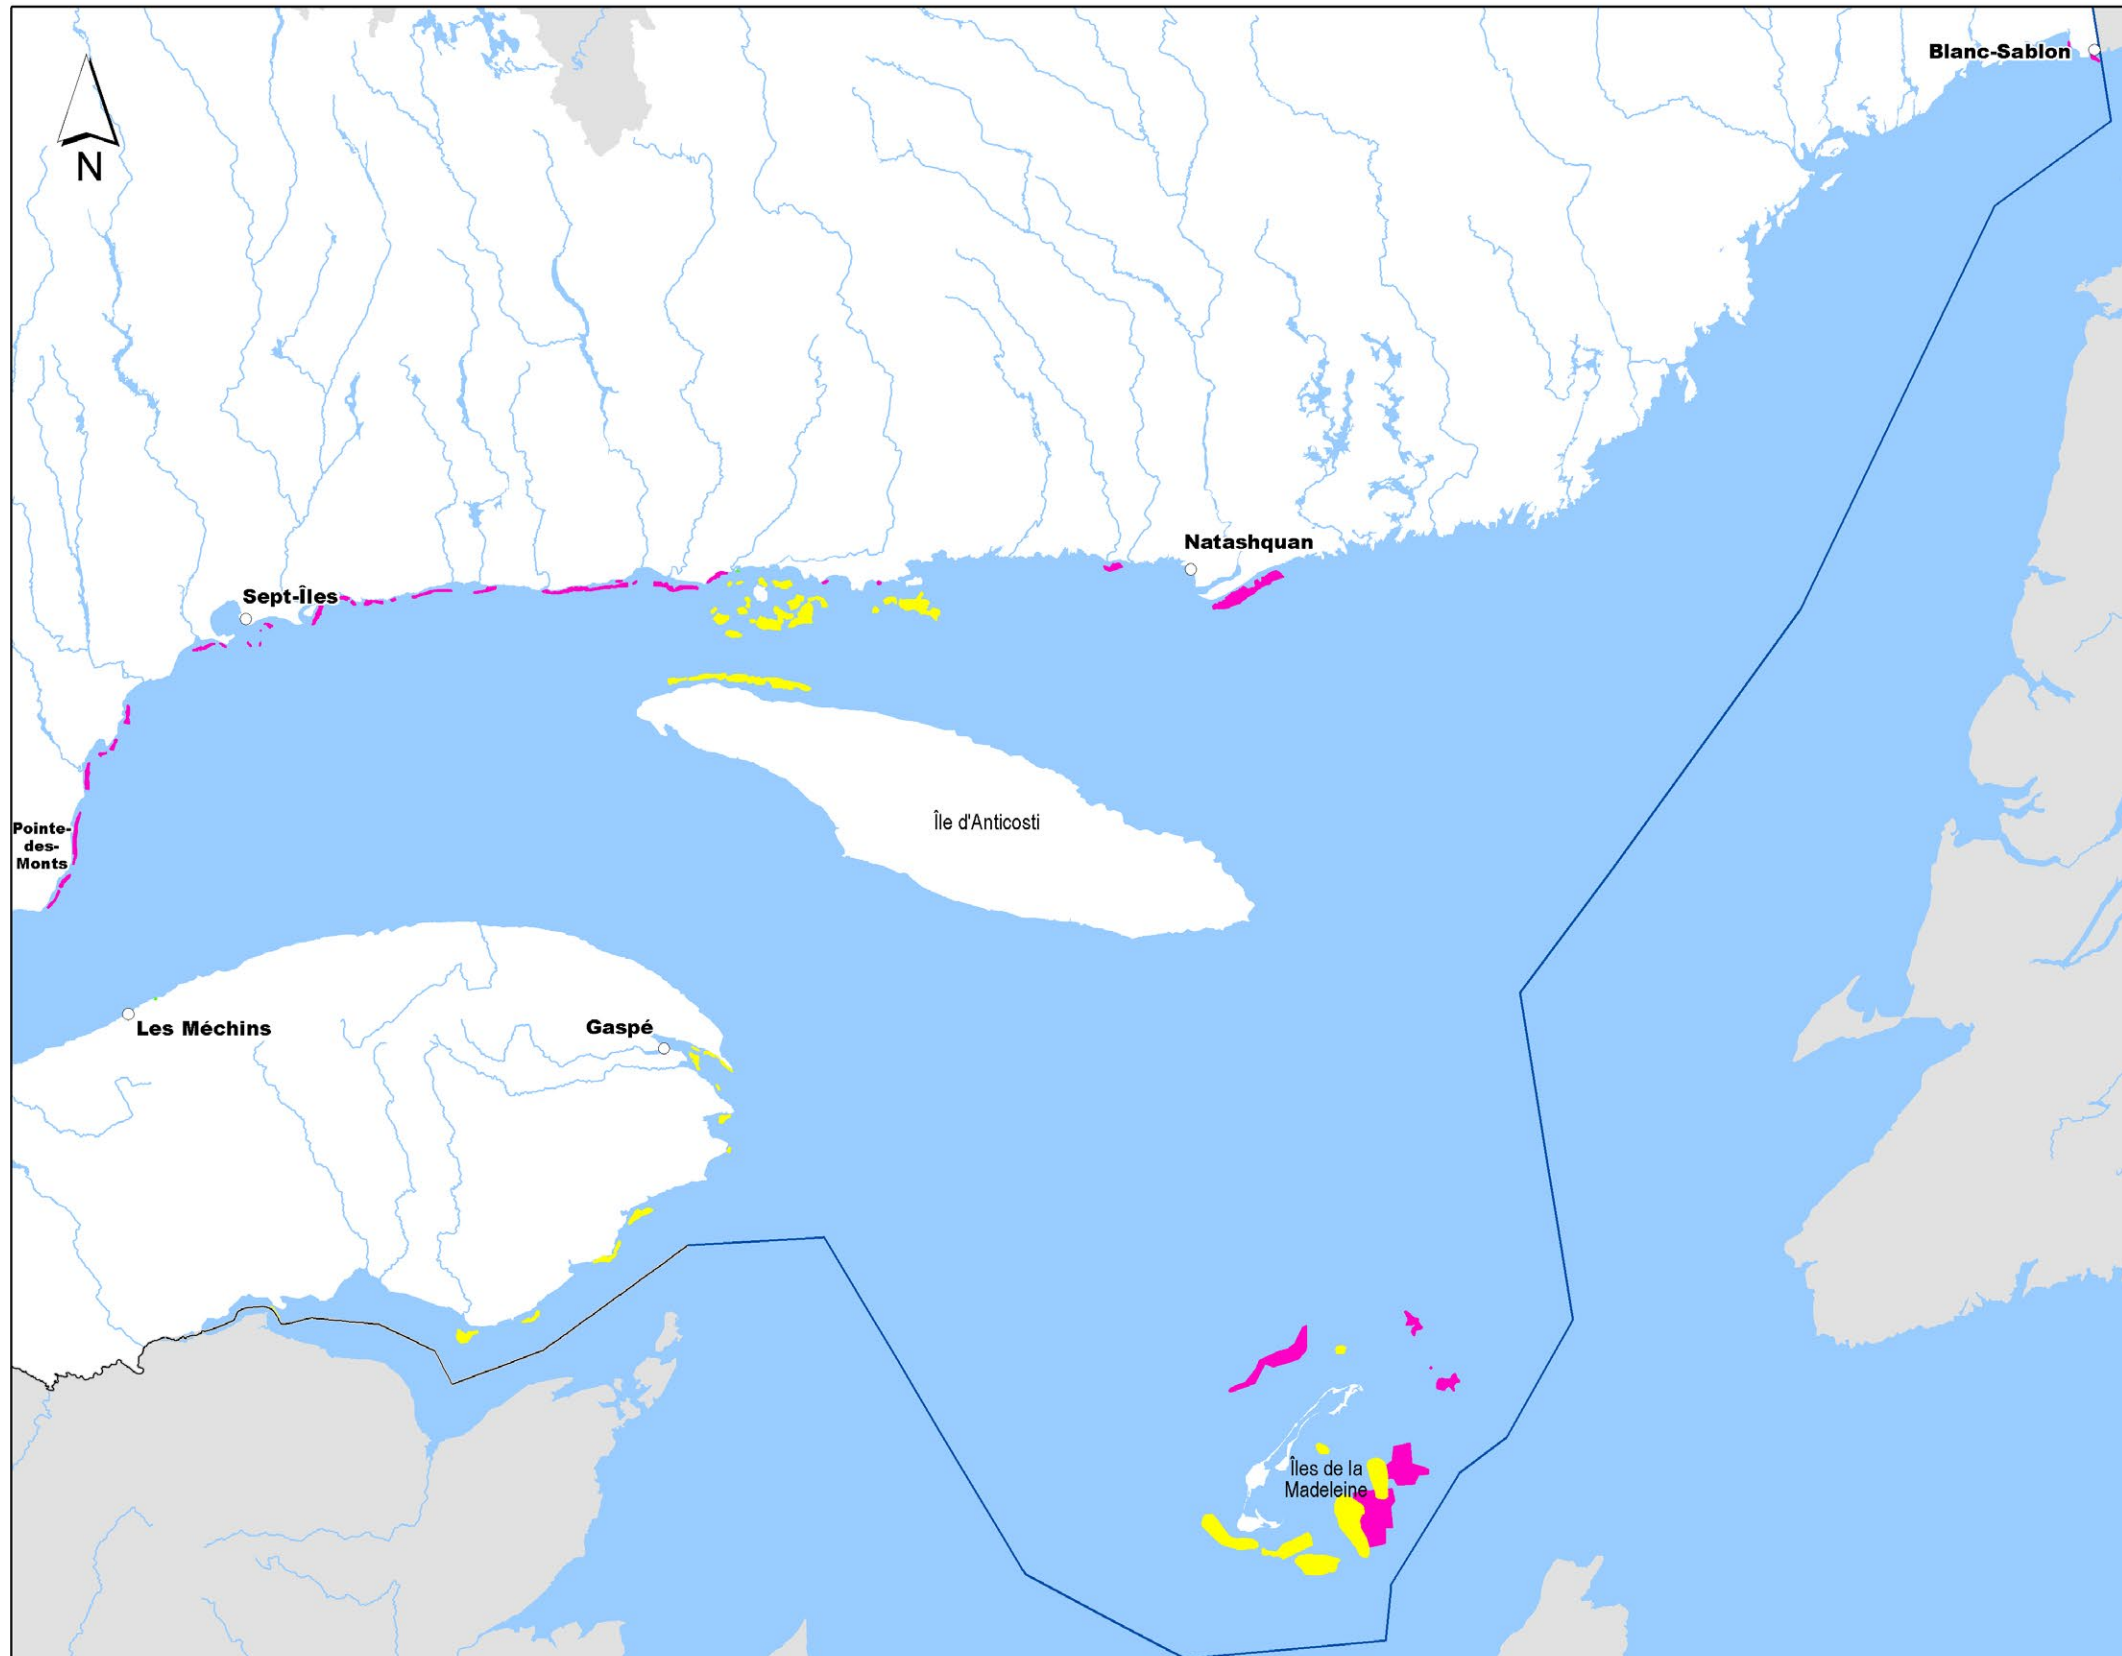 Blanc-Sablon
N
Natashquan
Sept-Îles
Île d'Anticosti
Pointe-
des-
Monts
Les Méchins
Gaspé
Îles de la
Madeleine